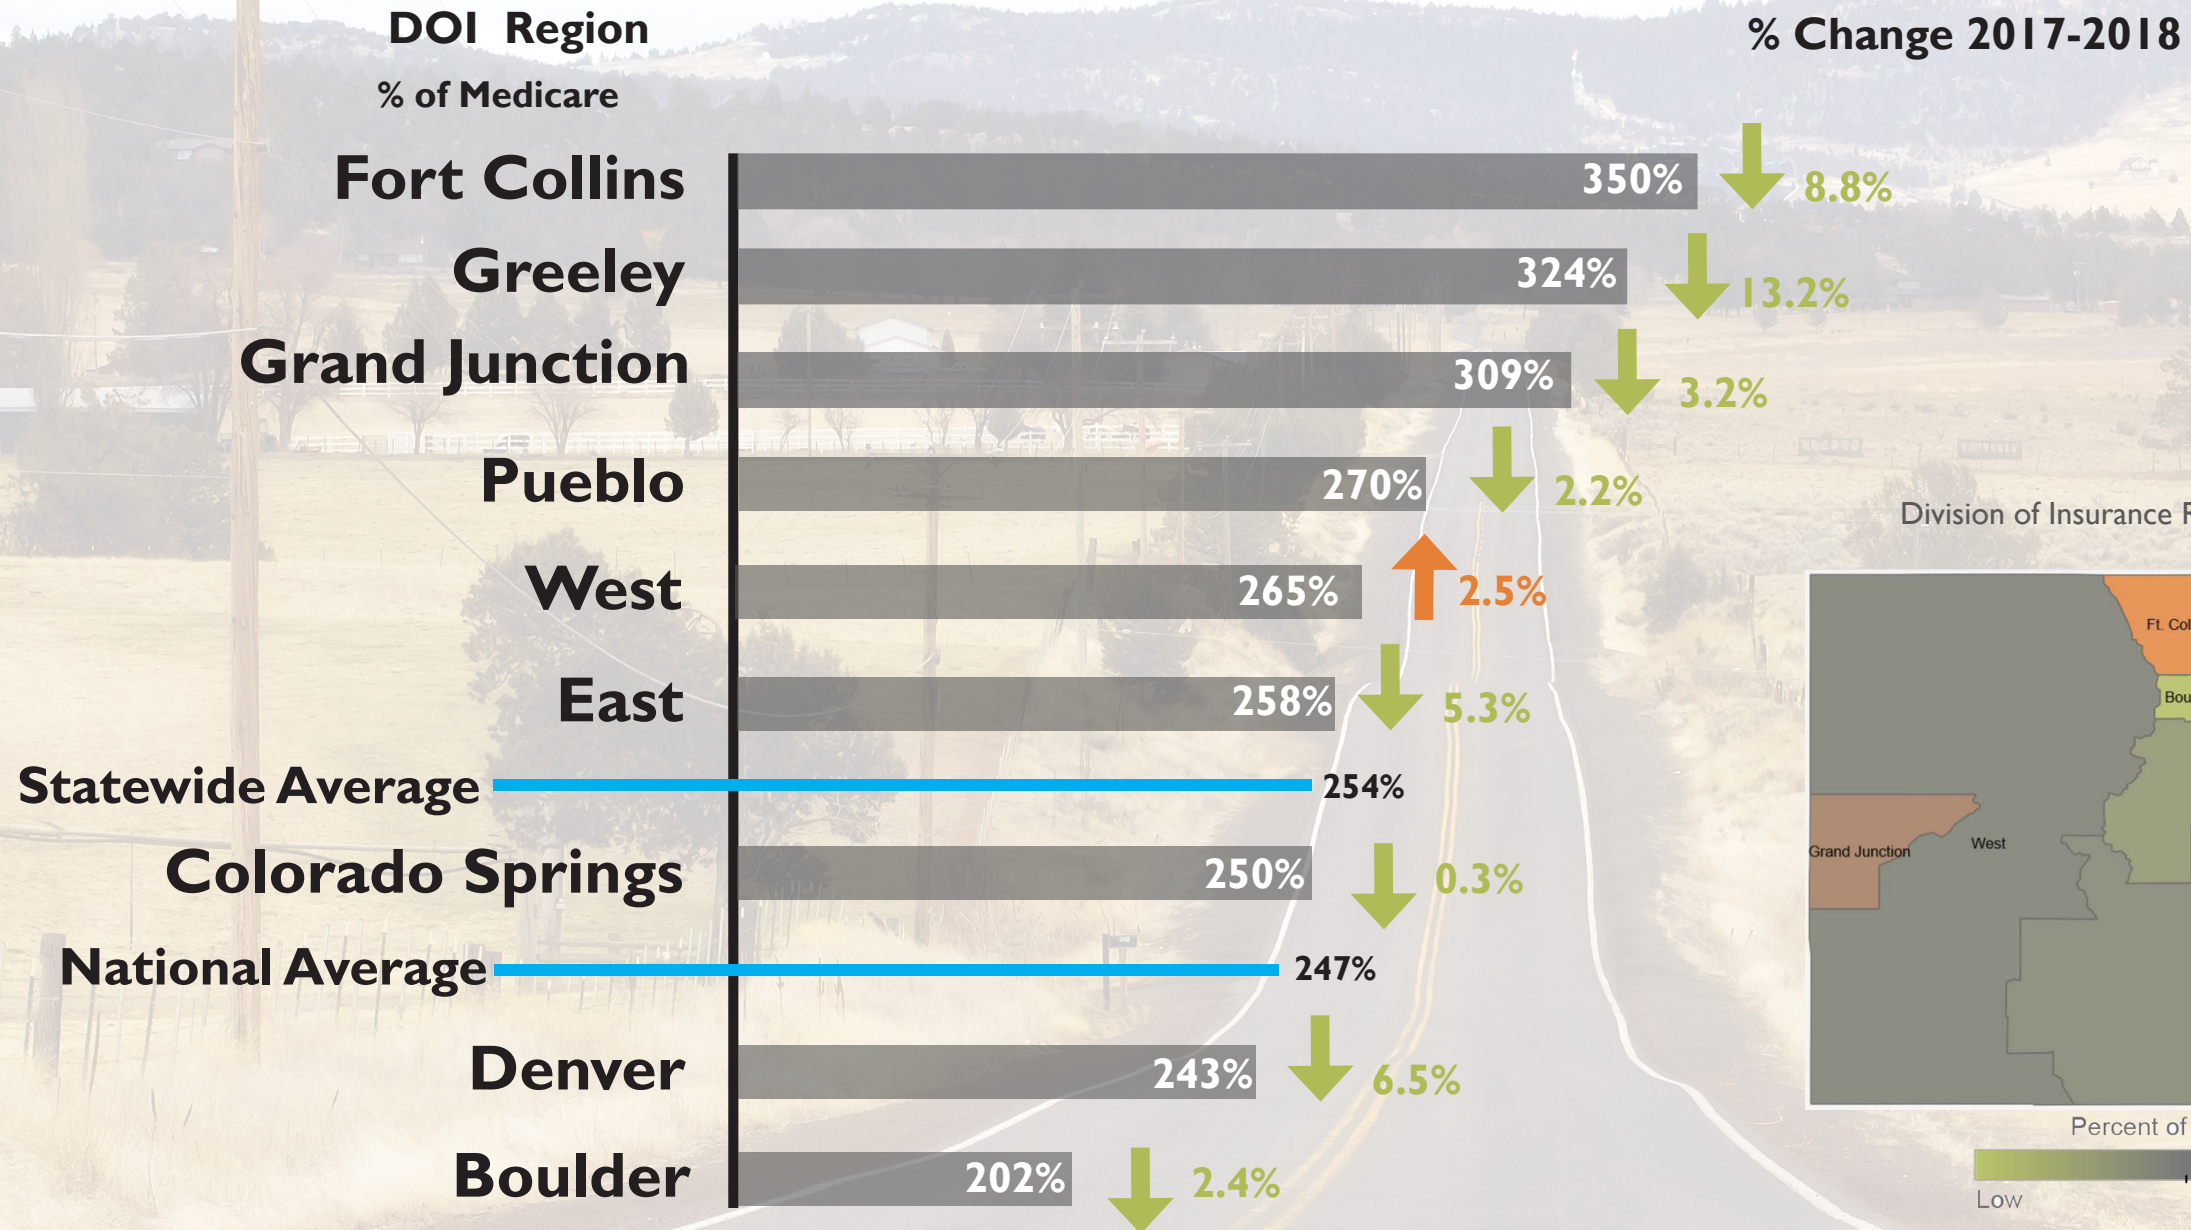 DOI Region
% Change 2017-2018
% of Medicare
Fort Collins 350% 8.8%
Greeley 324% 13.2%
Grand Junction 309% 3.2%
Pueblo 270% 2.2%
Division of Insurance
West 265% 2.5%
Ft. Col
East 258% 5.3%
Bou
Statewide Average 254%
Grand Junction
West
Colorado Springs 250% 0.3%
National Average 247%
Denver 243% 6.5%
Percent of
Boulder 202% 2.4%
Low